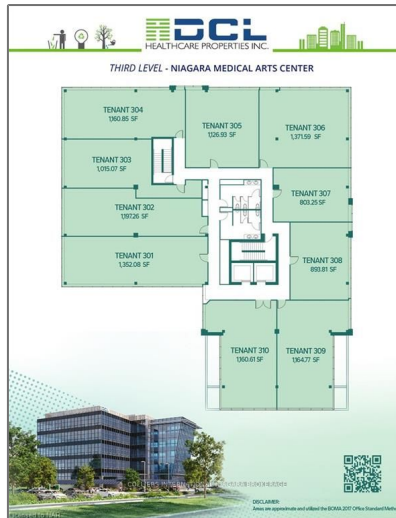 DCL
HEALTHCARE PROPERTIES INC.
THIRD LEVEL - NIAGARA MEDICAL ARTS CENTER
TENANT 304
1,160.85 SF
TENANT 305
1,126.93 SF
TENANT 306
1,371.59 SF
TENANT 303
1,015.07 SF
TENANT 307
803.25 SF
TENANT 302
1,197.26 SF
TENANT 301
1,352.08 SF
TENANT 308
893.81 SF
TENANT 310
1,160.61 SF
TENANT 309
1,164.77 SF
DISCLAIMER:
Areas are approximate and utilized the BOMA 2017 Office Standard Meth